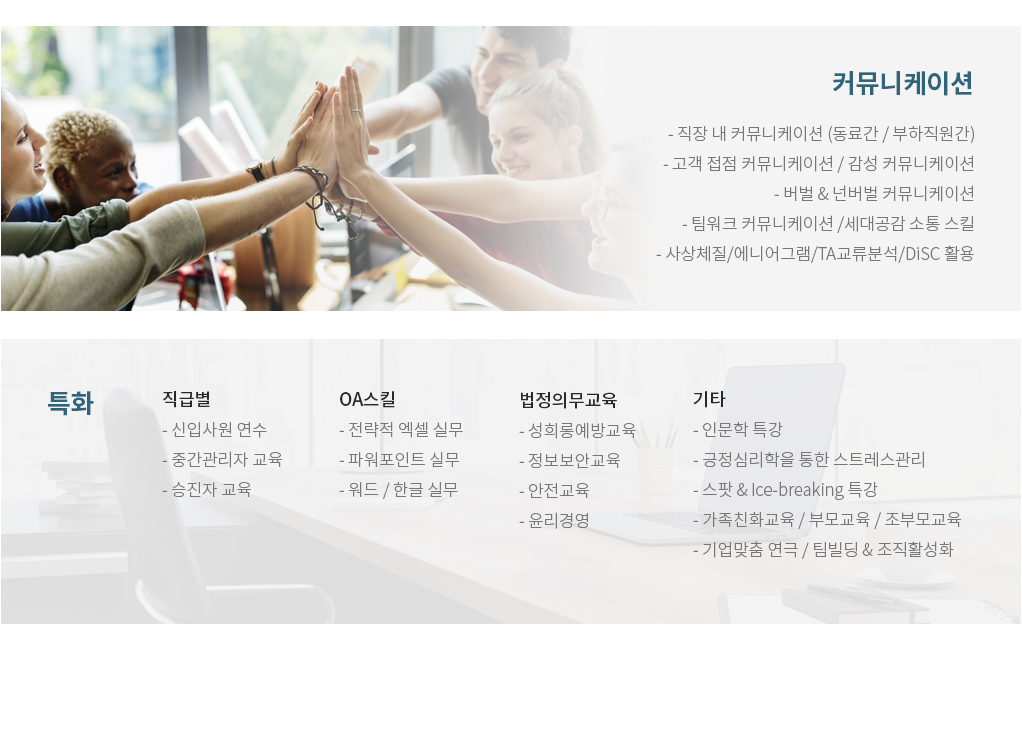 커뮤니케이션
- 직장 내 커뮤니케이션 (동료간 / 부하직원간)
- 고객 접점 커뮤니케이션 / 감성 커뮤니케이션
- 버벌 & 넌버벌 커뮤니케이션
- 팀워크 커뮤니케이션 /세대공감 소통 스킬
- 사상체질/에니어그램/TA교류분석/DiSC 활용
특화
직급별
- 신입사원 연수
- 중간관리자 교육
- 승진자 교육
OA스킬
- 전략적 엑셀 실무
- 파워포인트 실무
- 워드 / 한글 실무
법정의무교육
- 성희롱예방교육
- 정보보안교육
- 안전교육
- 윤리경영
기타
- 인문학 특강
- 긍정심리학을 통한 스트레스관리
- 스팟 & Ice-breaking 특강
- 가족친화교육 / 부모교육 / 조부모교육
- 기업맞춤 연극 / 팀빌딩 & 조직활성화